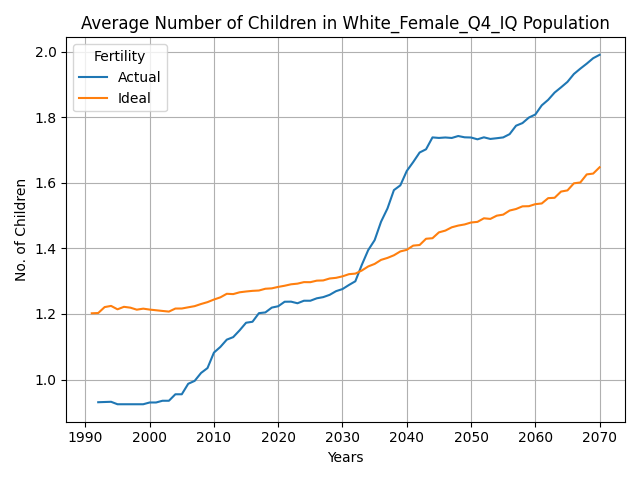 Average Number of Children in White_Female_Q4_IQ Population
Fertility
Actual
Ideal
No. of Children
2.0
1.8
1.6
1.4
1.2
1.0
1990 2000 2010 2020 2030 2040 2050 2060 2070
Years